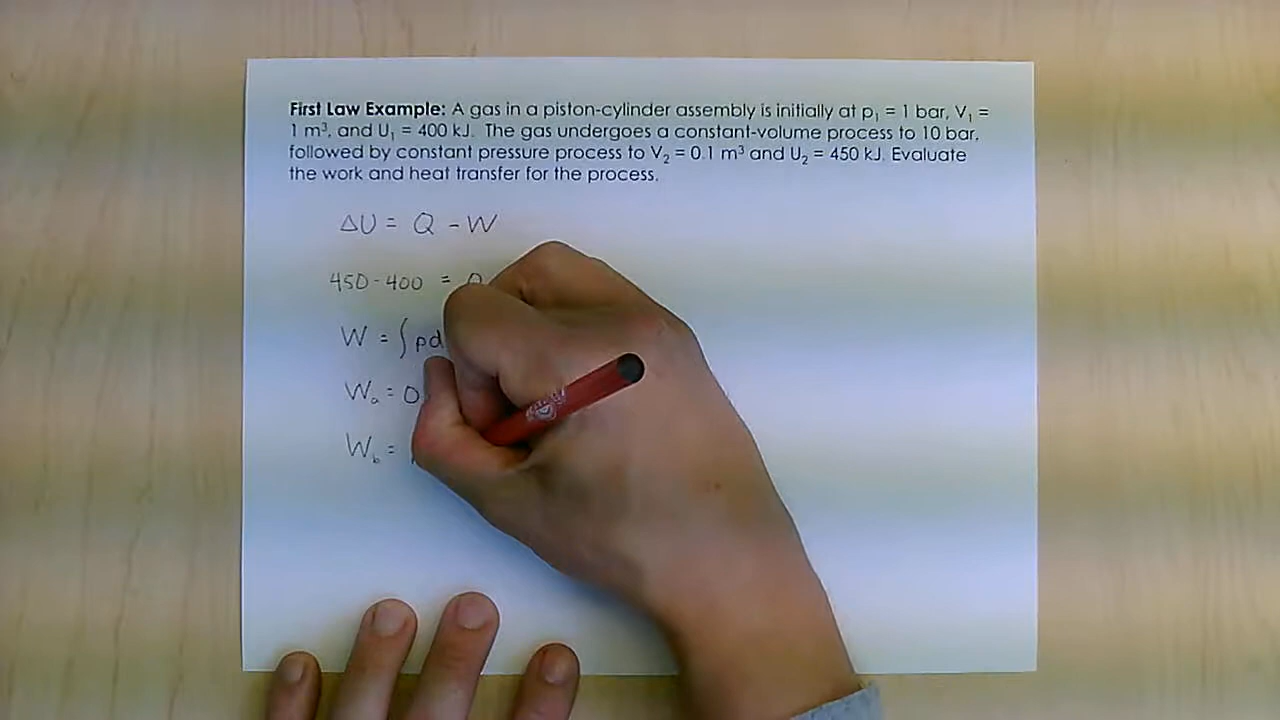 First Law Example: A gas in a piston-cylinder assembly is initially at p₁ = 1 bar, V₁ =
1 m³, and U₁ = 400 kJ. The gas undergoes a constant-volume process to 10 bar,
followed by constant pressure process to V₂ = 0.1 m³ and U₂ = 450 kJ. Evaluate
the work and heat transfer for the process.
ΔU = Q - W
450 - 400 =
W = ∫ pd
Wₐ = 0
W_b =